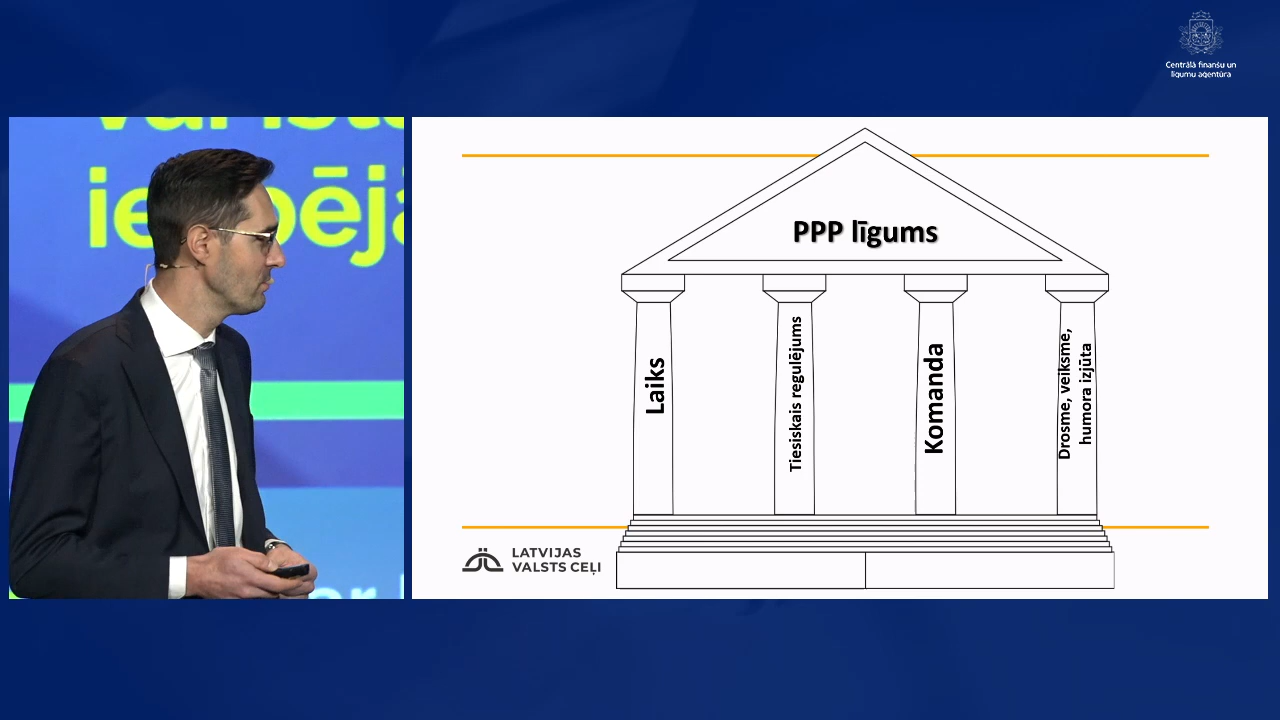 Centrālā finanšu un
līgumu aģentūra
PPP līgums
Laiks
Tiesiskais regulējums
Komanda
Drosme, veiksme,
humora izjūta
LATVIJAS
VALSTS CEĻI